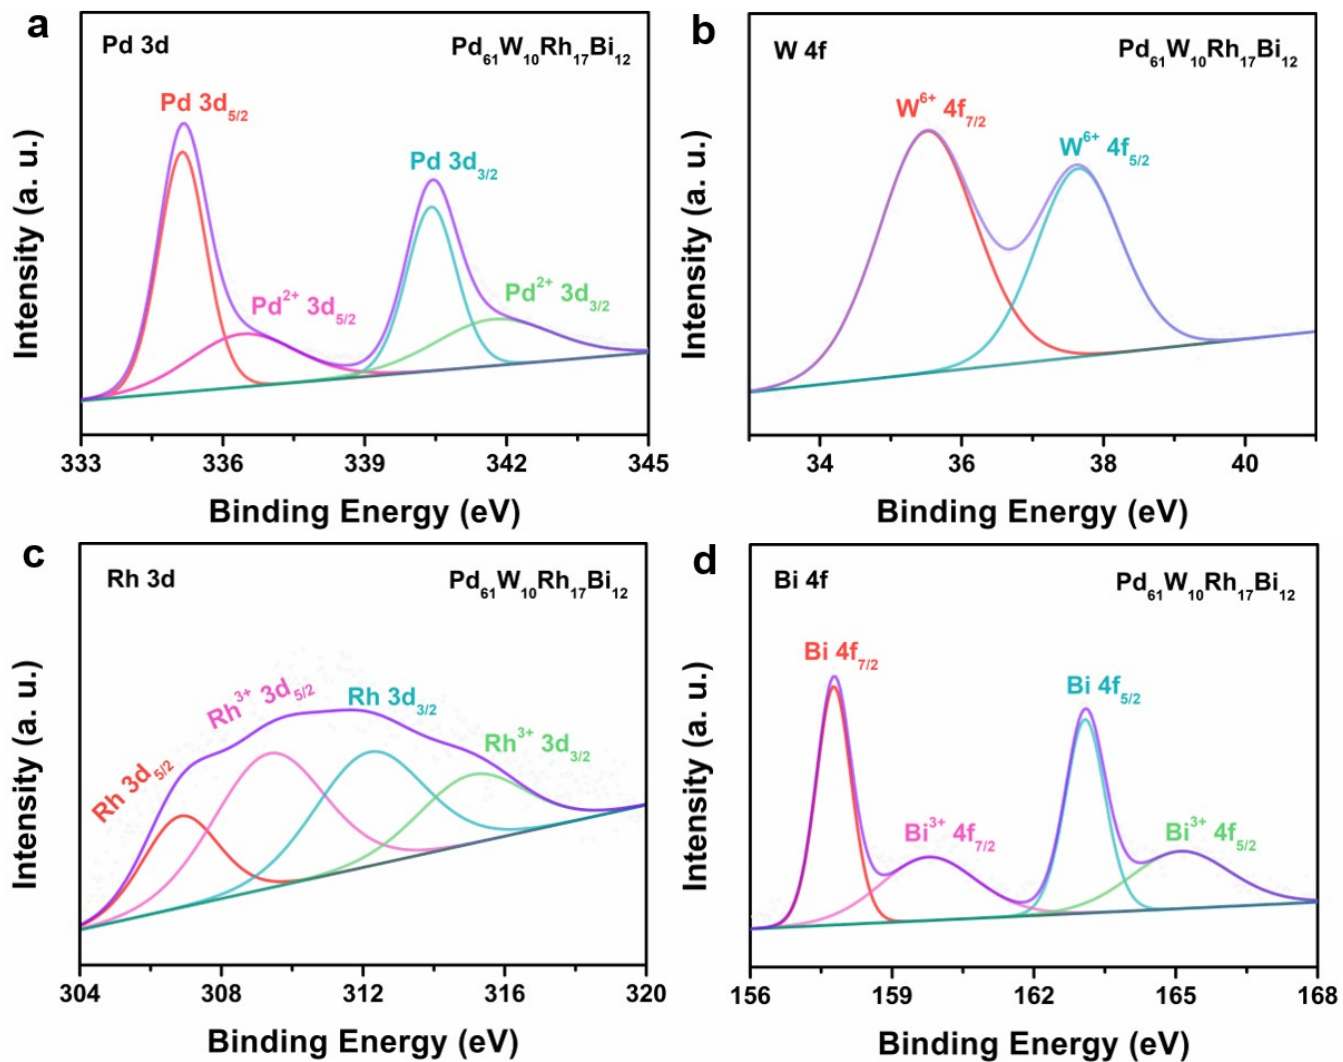 a
Pd 3d
Pd₆₁W₁₀Rh₁₇Bi₁₂
Pd 3d₅/₂
Pd 3d₃/₂
Pd²⁺ 3d₅/₂
Pd²⁺ 3d₃/₂
Intensity (a. u.)
333 336 339 342 345
Binding Energy (eV)
b
W 4f
Pd₆₁W₁₀Rh₁₇Bi₁₂
W⁶⁺ 4f₇/₂
W⁶⁺ 4f₅/₂
Intensity (a. u.)
34 36 38 40
Binding Energy (eV)
c
Rh 3d
Pd₆₁W₁₀Rh₁₇Bi₁₂
Rh 3d₅/₂
Rh³⁺ 3d₅/₂
Rh 3d₃/₂
Rh³⁺ 3d₃/₂
Intensity (a. u.)
304 308 312 316 320
Binding Energy (eV)
d
Bi 4f
Pd₆₁W₁₀Rh₁₇Bi₁₂
Bi 4f₇/₂
Bi 4f₅/₂
Bi³⁺ 4f₇/₂
Bi³⁺ 4f₅/₂
Intensity (a. u.)
156 159 162 165 168
Binding Energy (eV)